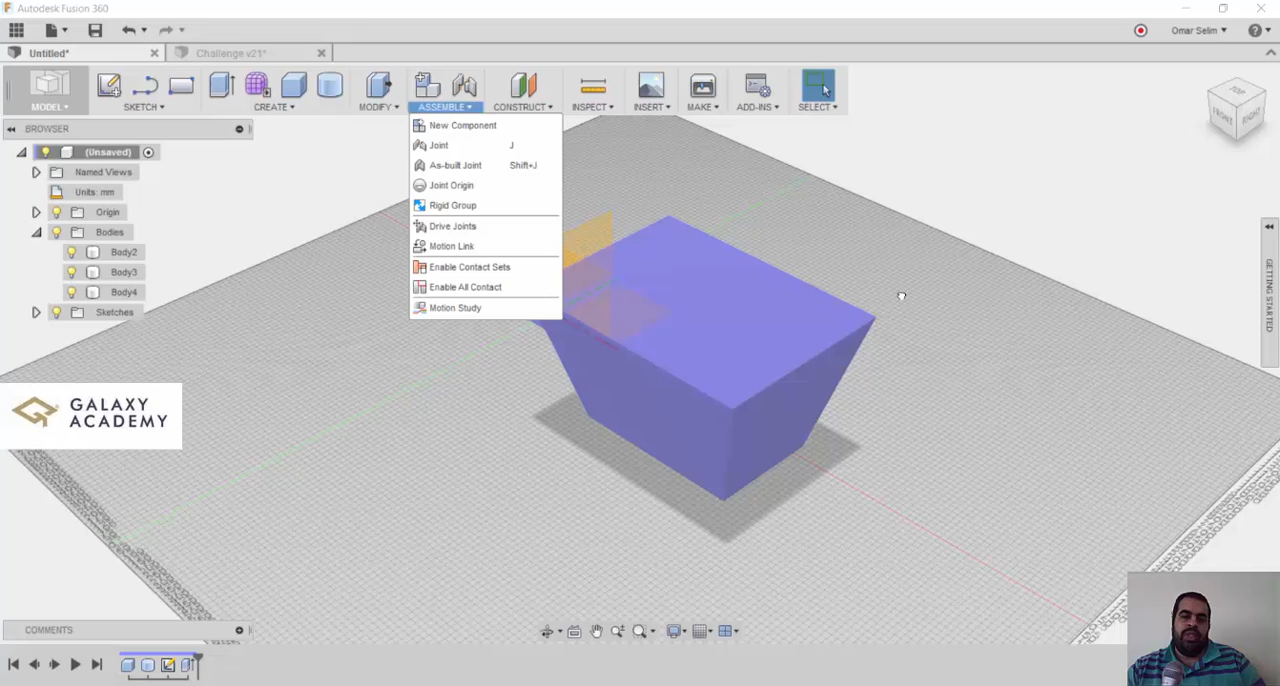 Autodesk Fusion 360
Omar Selim
Untitled*
Challenge v21*
MODEL
SKETCH
CREATE
MODIFY
ASSEMBLE
CONSTRUCT
INSPECT
INSERT
MAKE
ADD-INS
SELECT
TOP
FRONT
RIGHT
BROWSER
New Component
Joint J
As-built Joint Shift+J
Joint Origin
Rigid Group
Drive Joints
Motion Link
Enable Contact Sets
Enable All Contact
Motion Study
(Unsaved)
Named Views
Units: mm
Origin
Bodies
Body2
Body3
Body4
Sketches
GETTING STARTED
GALAXY
ACADEMY
COMMENTS